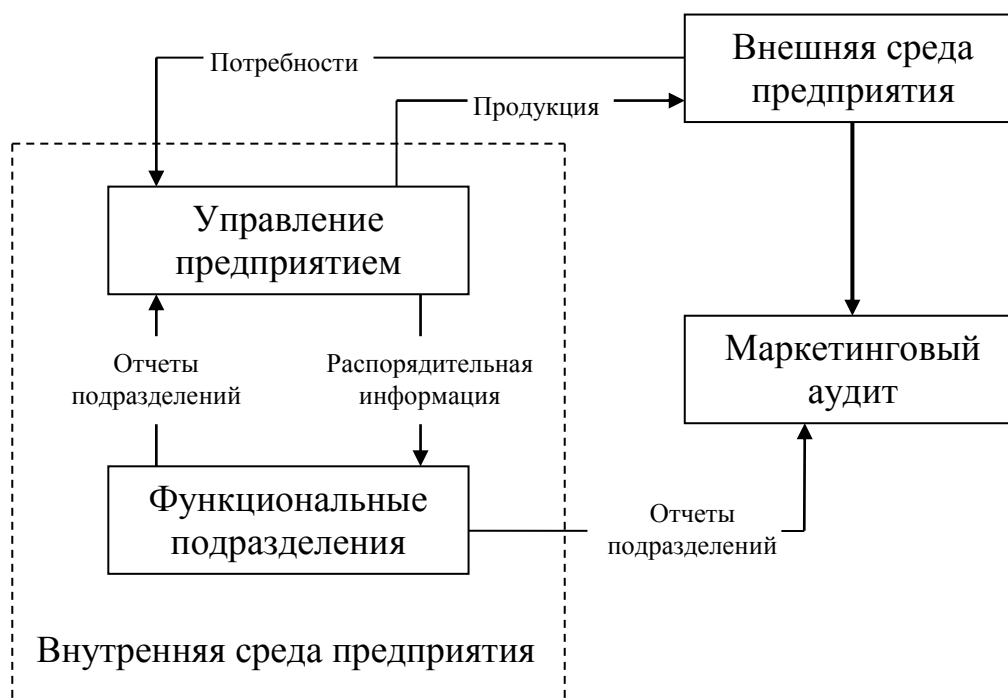 Внешняя среда
предприятия
Потребности
Продукция
Управление
предприятием
Маркетинговый
аудит
Отчеты
подразделений
Распорядительная
информация
Функциональные
подразделения
Отчеты
подразделений
Внутренняя среда предприятия